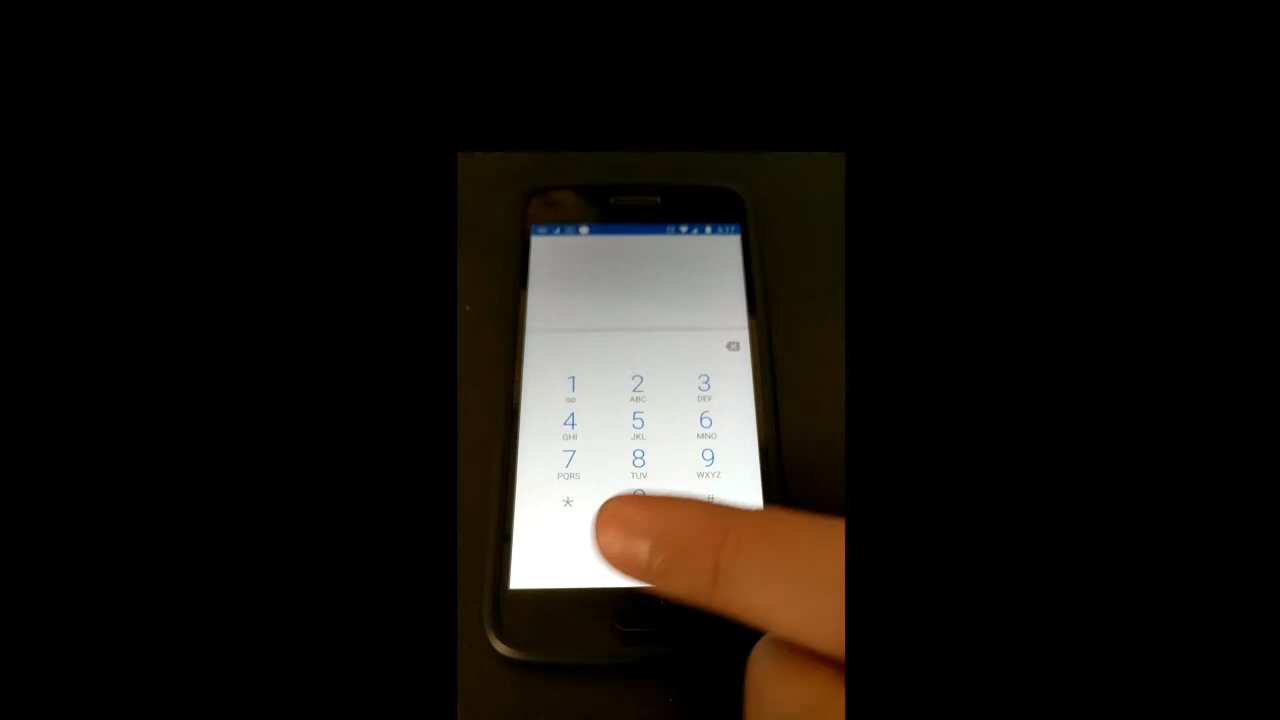 1 2 3
ABC DEF
4 5 6
GHI JKL MNO
7 8 9
PQRS TUV WXYZ
* #